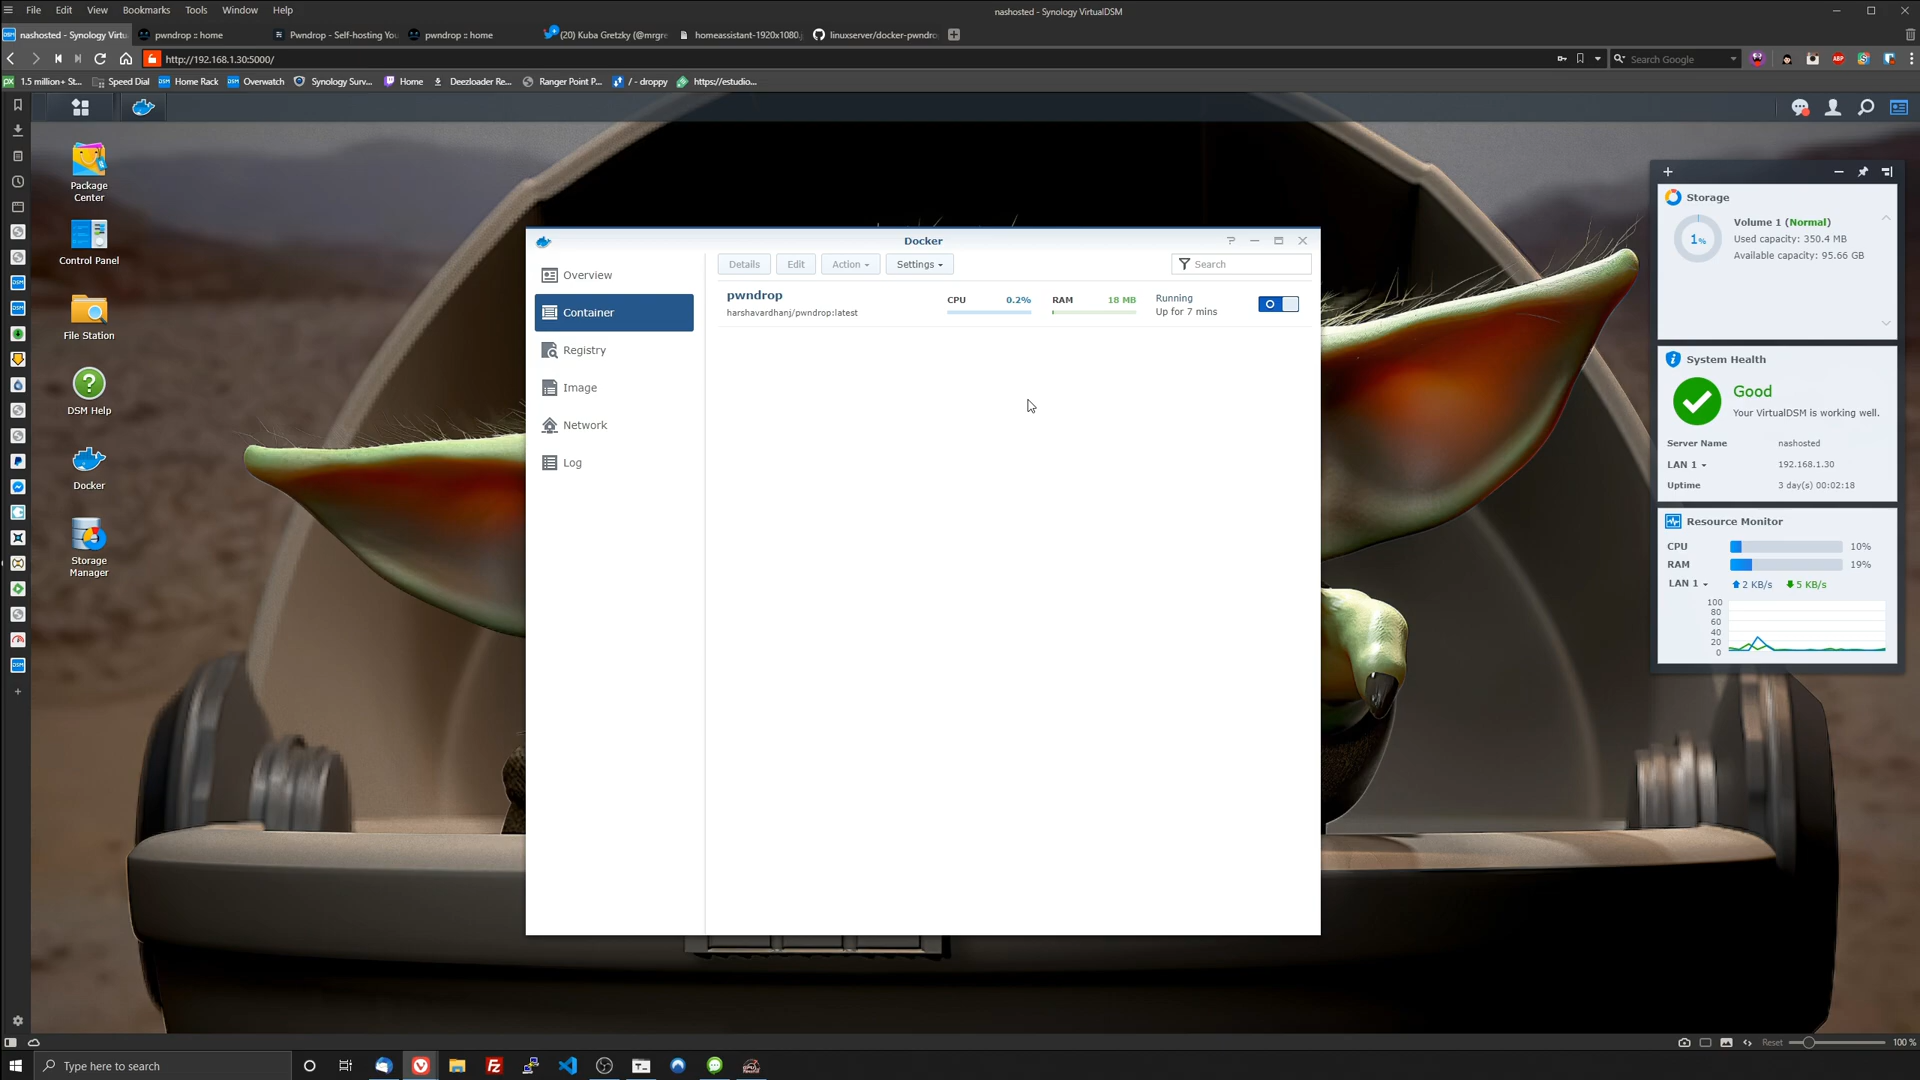 File Edit View Bookmarks Tools Window Help
nashosted - Synology VirtualDSM
nashosted - Synology Virtu
pwndrop :: home
Pwndrop - Self-hosting Yo
pwndrop :: home
(20) Kuba Gretzky (@mrgre
homeassistant-1920x1080.j
linuxserver/docker-pwndro
http://192.168.1.30:5000/
Search Google
1.5 million+ St...
Speed Dial
Home Rack
Overwatch
Synology Surv...
Home
Deezloader Re...
Ranger Point P...
/ - droppy
https://estudio...
Package
Center
Control Panel
File Station
DSM Help
Docker
Storage
Manager
Docker
Overview
Container
Registry
Image
Network
Log
Details
Edit
Action
Settings
Search
pwndrop
harshavardhanj/pwndrop:latest
CPU 0.2%
RAM 18 MB
Running
Up for 7 mins
Storage
1%
Volume 1 (Normal)
Used capacity: 350.4 MB
Available capacity: 95.66 GB
System Health
Good
Your VirtualDSM is working well.
Server Name nashosted
LAN 1 192.168.1.30
Uptime 3 day(s) 00:02:18
Resource Monitor
CPU 10%
RAM 19%
LAN 1 2 KB/s 5 KB/s
100
80
60
40
20
0
Reset 100 %
Type here to search